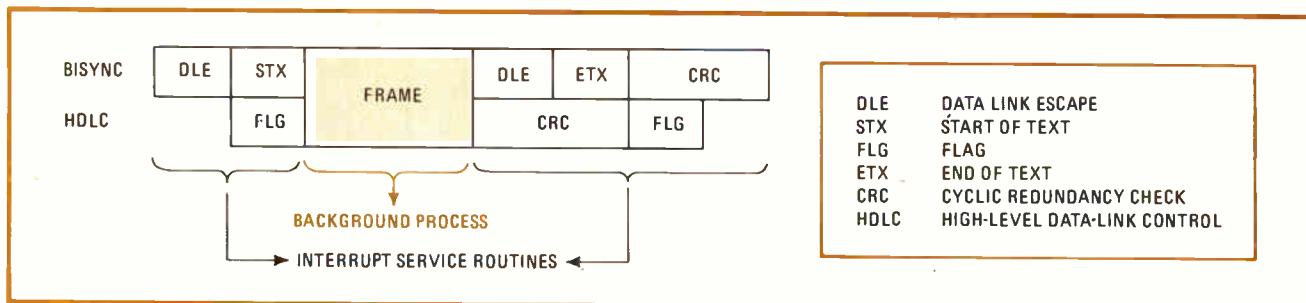 BISYNC DLE STX FRAME DLE ETX CRC
HDLC FLG CRC FLG
BACKGROUND PROCESS
INTERRUPT SERVICE ROUTINES
DLE DATA LINK ESCAPE
STX START OF TEXT
FLG FLAG
ETX END OF TEXT
CRC CYCLIC REDUNDANCY CHECK
HDLC HIGH-LEVEL DATA-LINK CONTROL